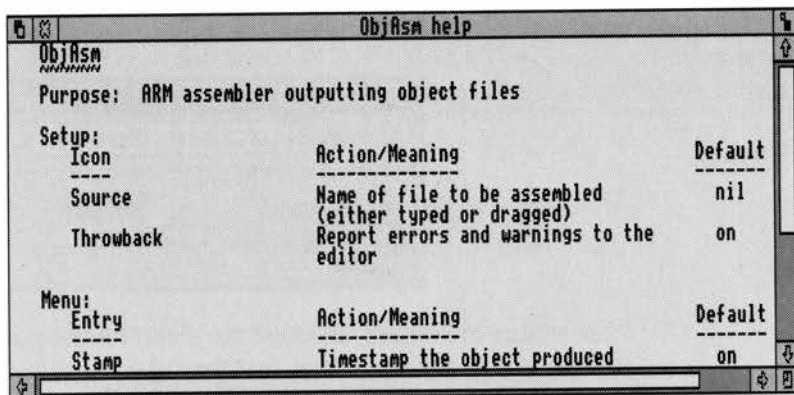 ObjAsm help
ObjAsm
Purpose: ARM assembler outputting object files
Setup:
Icon Action/Meaning Default
---- -------------- -------
Source Name of file to be assembled nil
(either typed or dragged)
Throwback Report errors and warnings to the on
editor
Menu:
Entry Action/Meaning Default
----- -------------- -------
Stamp Timestamp the object produced on